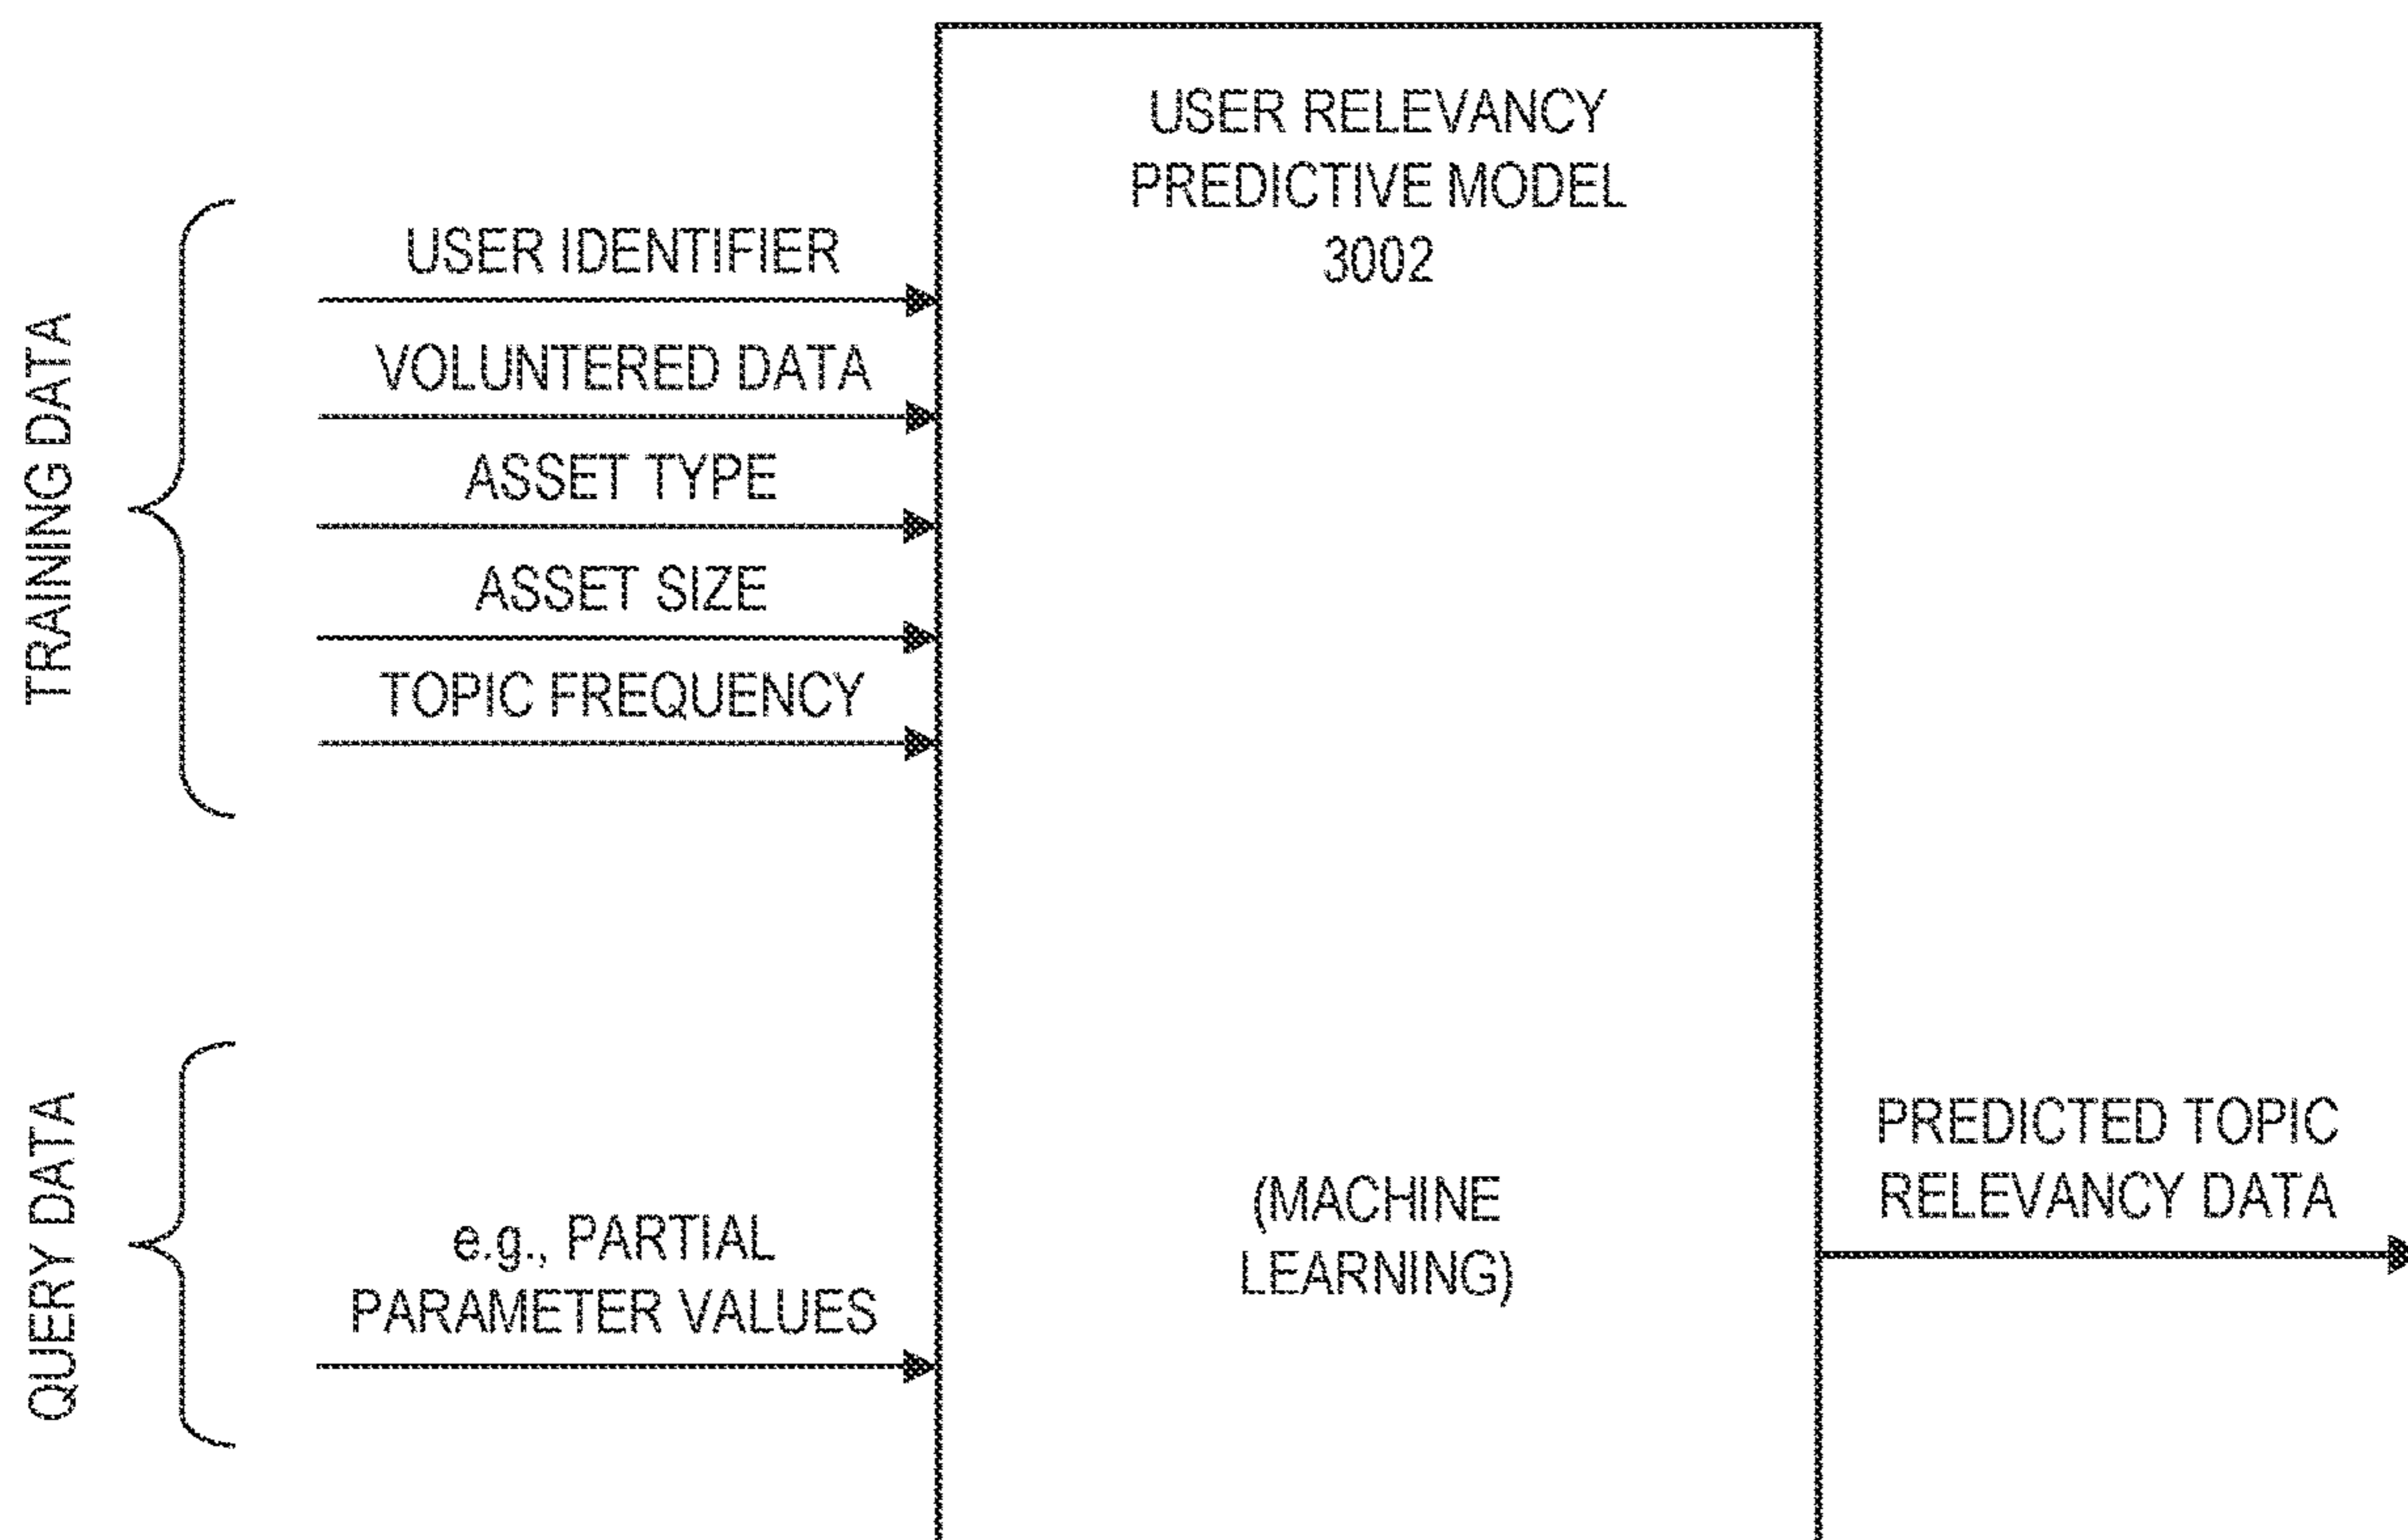 USER RELEVANCY
PREDICTIVE MODEL
3002
TRAINING DATA
USER IDENTIFIER
VOLUNTERED DATA
ASSET TYPE
ASSET SIZE
TOPIC FREQUENCY
QUERY DATA
e.g., PARTIAL
PARAMETER VALUES
(MACHINE
LEARNING)
PREDICTED TOPIC
RELEVANCY DATA